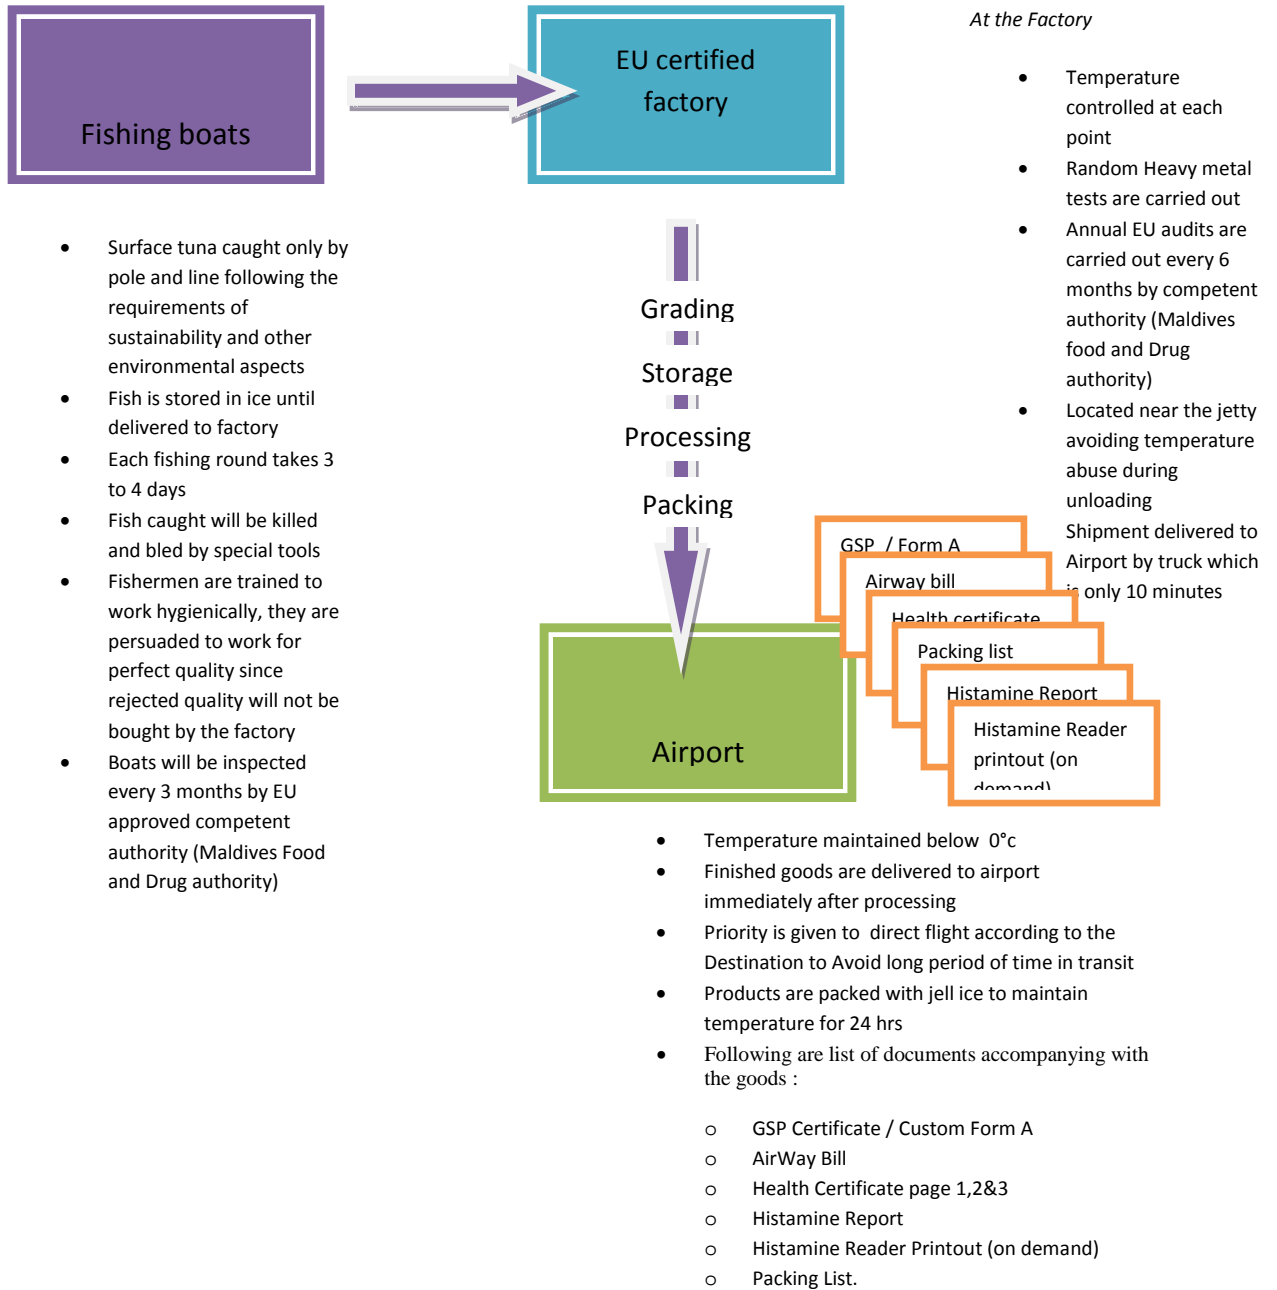 Fishing boats
EU certified
factory
At the Factory
• Temperature
controlled at each
point
• Random Heavy metal
tests are carried out
• Annual EU audits are
carried out every 6
months by competent
authority (Maldives
food and Drug
authority)
• Located near the jetty
avoiding temperature
abuse during
unloading
Shipment delivered to
Airport by truck which
is only 10 minutes
• Surface tuna caught only by
pole and line following the
requirements of
sustainability and other
environmental aspects
• Fish is stored in ice until
delivered to factory
• Each fishing round takes 3
to 4 days
• Fish caught will be killed
and bled by special tools
• Fishermen are trained to
work hygienically, they are
persuaded to work for
perfect quality since
rejected quality will not be
bought by the factory
• Boats will be inspected
every 3 months by EU
approved competent
authority (Maldives Food
and Drug authority)
Grading
Storage
Processing
Packing
GSP / Form A
Airway bill
Health certificate
Packing list
Histamine Report
Histamine Reader
printout (on
demand)
Airport
• Temperature maintained below 0°c
• Finished goods are delivered to airport
immediately after processing
• Priority is given to direct flight according to the
Destination to Avoid long period of time in transit
• Products are packed with jell ice to maintain
temperature for 24 hrs
• Following are list of documents accompanying with
the goods :
o GSP Certificate / Custom Form A
o AirWay Bill
o Health Certificate page 1,2&3
o Histamine Report
o Histamine Reader Printout (on demand)
o Packing List.